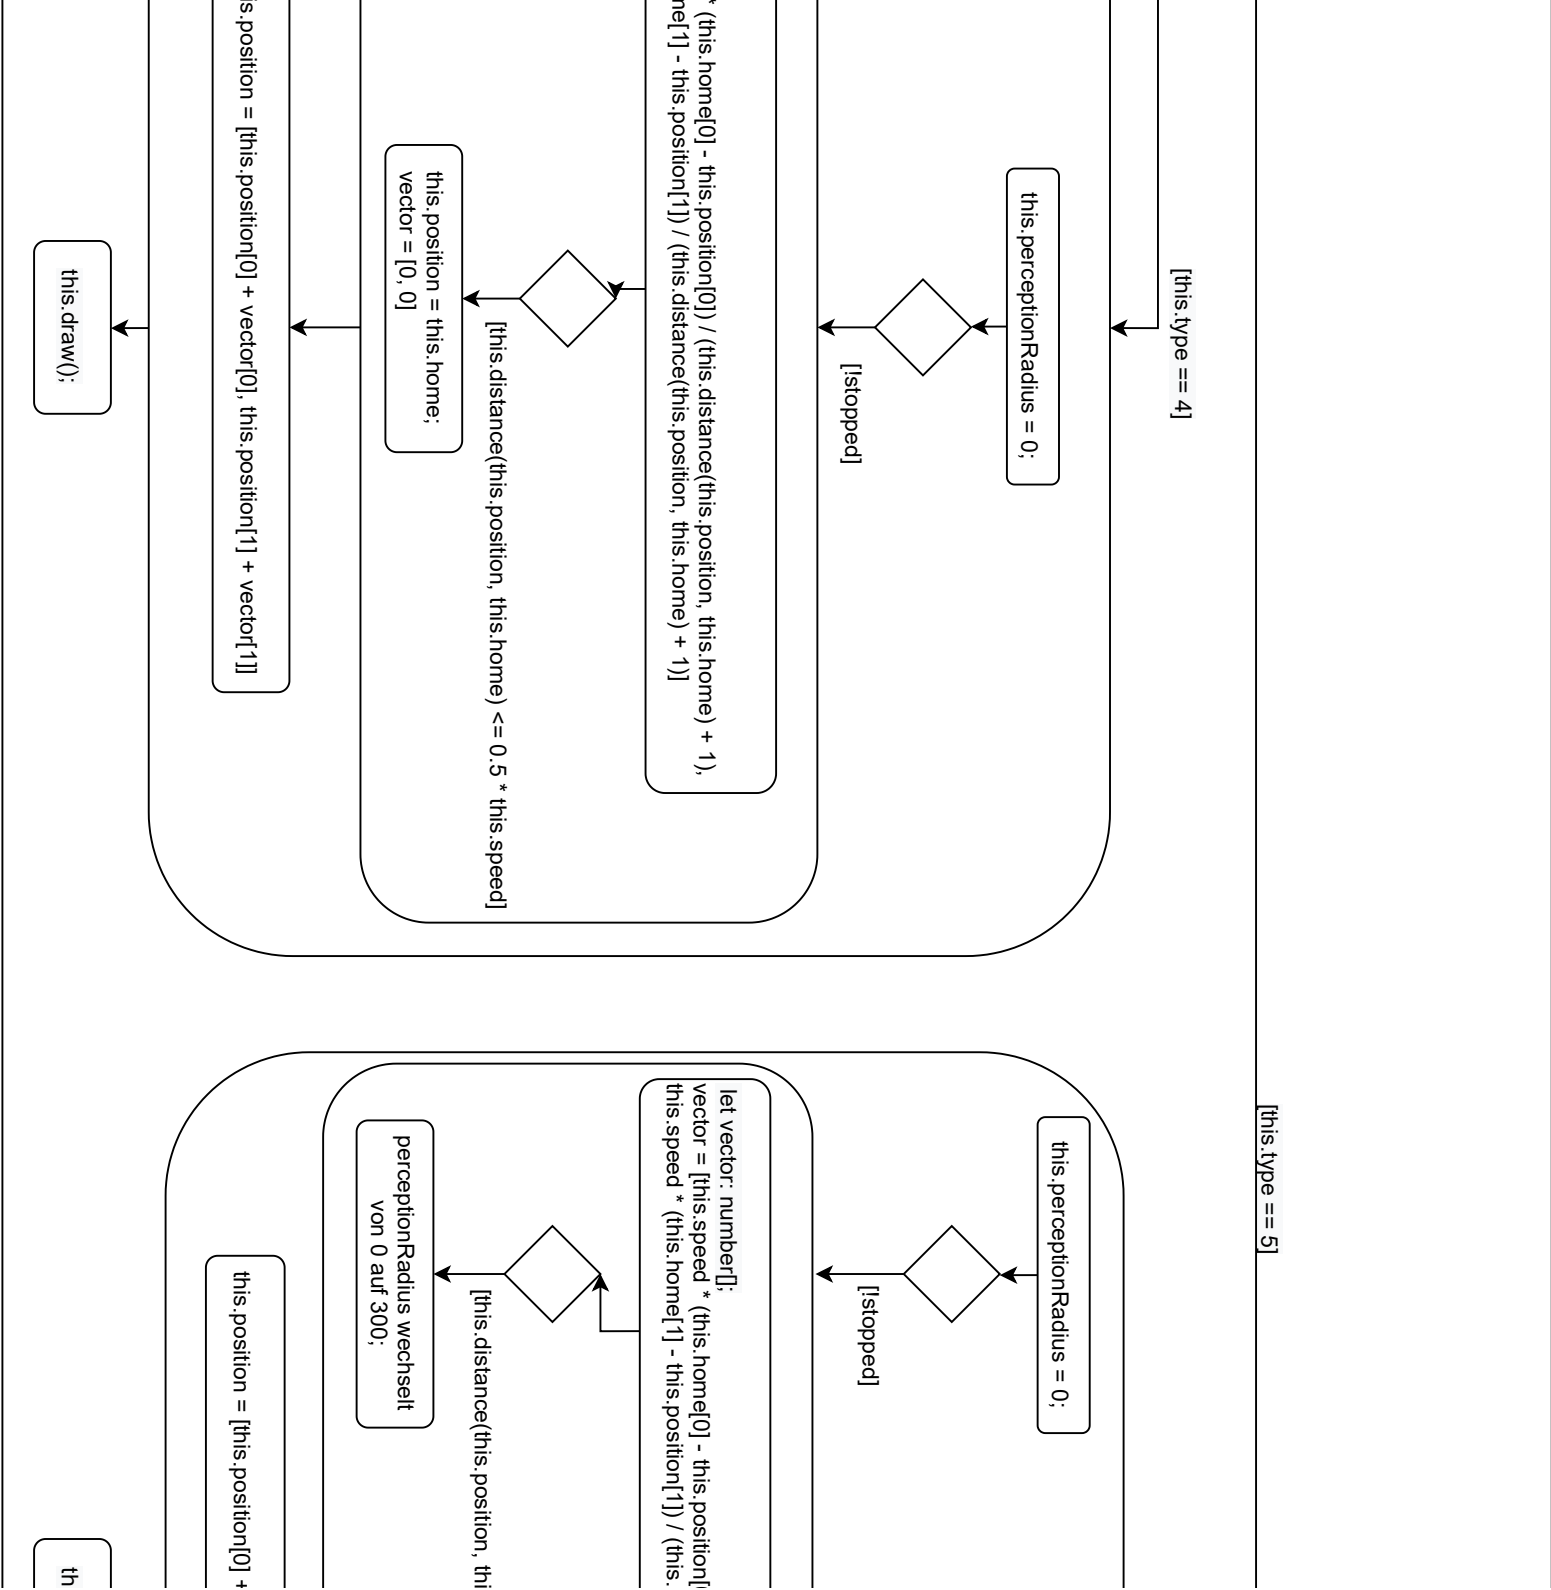 [this.type == 4]
this.perceptionRadius = 0;
[!stopped]
* (this.home[0] - this.position[0]) / (this.distance(this.position, this.home) + 1),
me[1] - this.position[1]) / (this.distance(this.position, this.home) + 1)]
[this.distance(this.position, this.home) <= 0.5 * this.speed]
this.position = this.home;
vector = [0, 0]
is.position = [this.position[0] + vector[0], this.position[1] + vector[1]]
this.draw();
[this.type == 5]
this.perceptionRadius = 0;
[!stopped]
let vector: number[];
vector = [this.speed * (this.home[0] - this.position[
this.speed * (this.home[1] - this.position[1]) / (this.
[this.distance(this.position, thi
perceptionRadius wechselt
von 0 auf 300;
this.position = [this.position[0] +
th